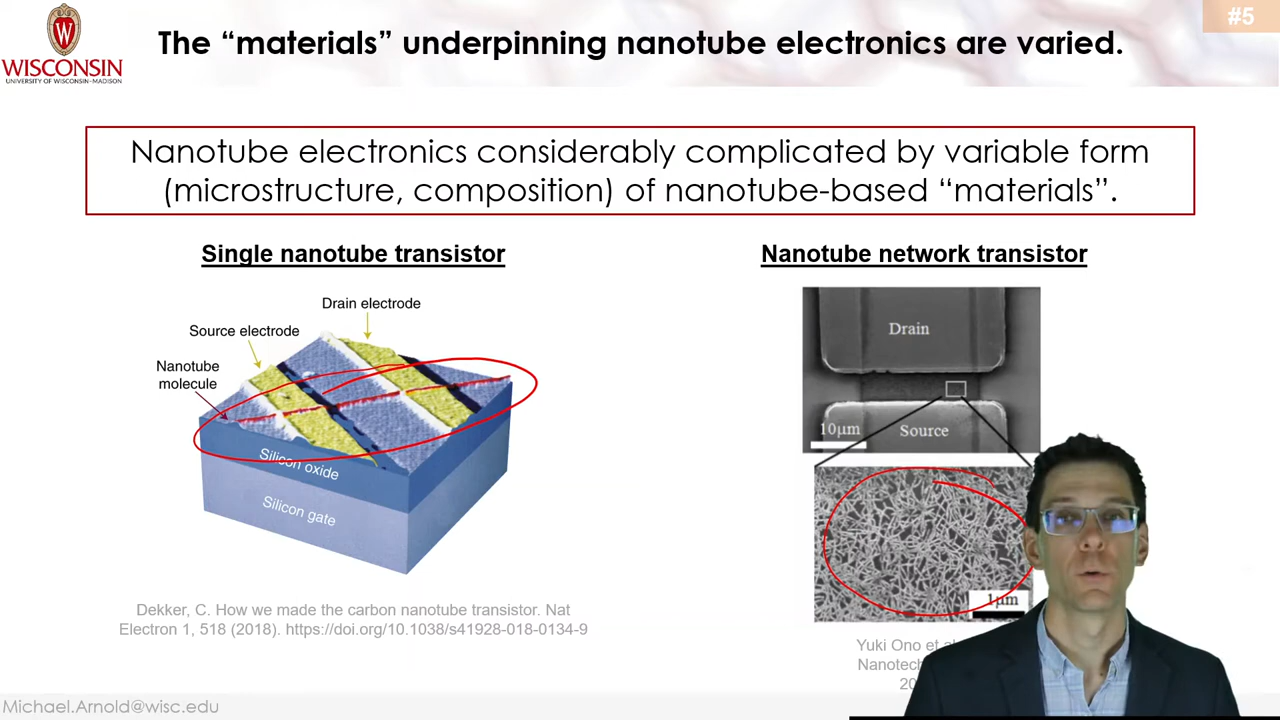 #5
WISCONSIN
UNIVERSITY OF WISCONSIN-MADISON
The “materials” underpinning nanotube electronics are varied.
Nanotube electronics considerably complicated by variable form
(microstructure, composition) of nanotube-based “materials”.
Single nanotube transistor
Nanotube network transistor
Drain electrode
Source electrode
Nanotube
molecule
Silicon oxide
Silicon gate
Drain
10μm
Source
1μm
Dekker, C. How we made the carbon nanotube transistor. Nat
Electron 1, 518 (2018). https://doi.org/10.1038/s41928-018-0134-9
Yuki Ono et
Michael.Arnold@wisc.edu